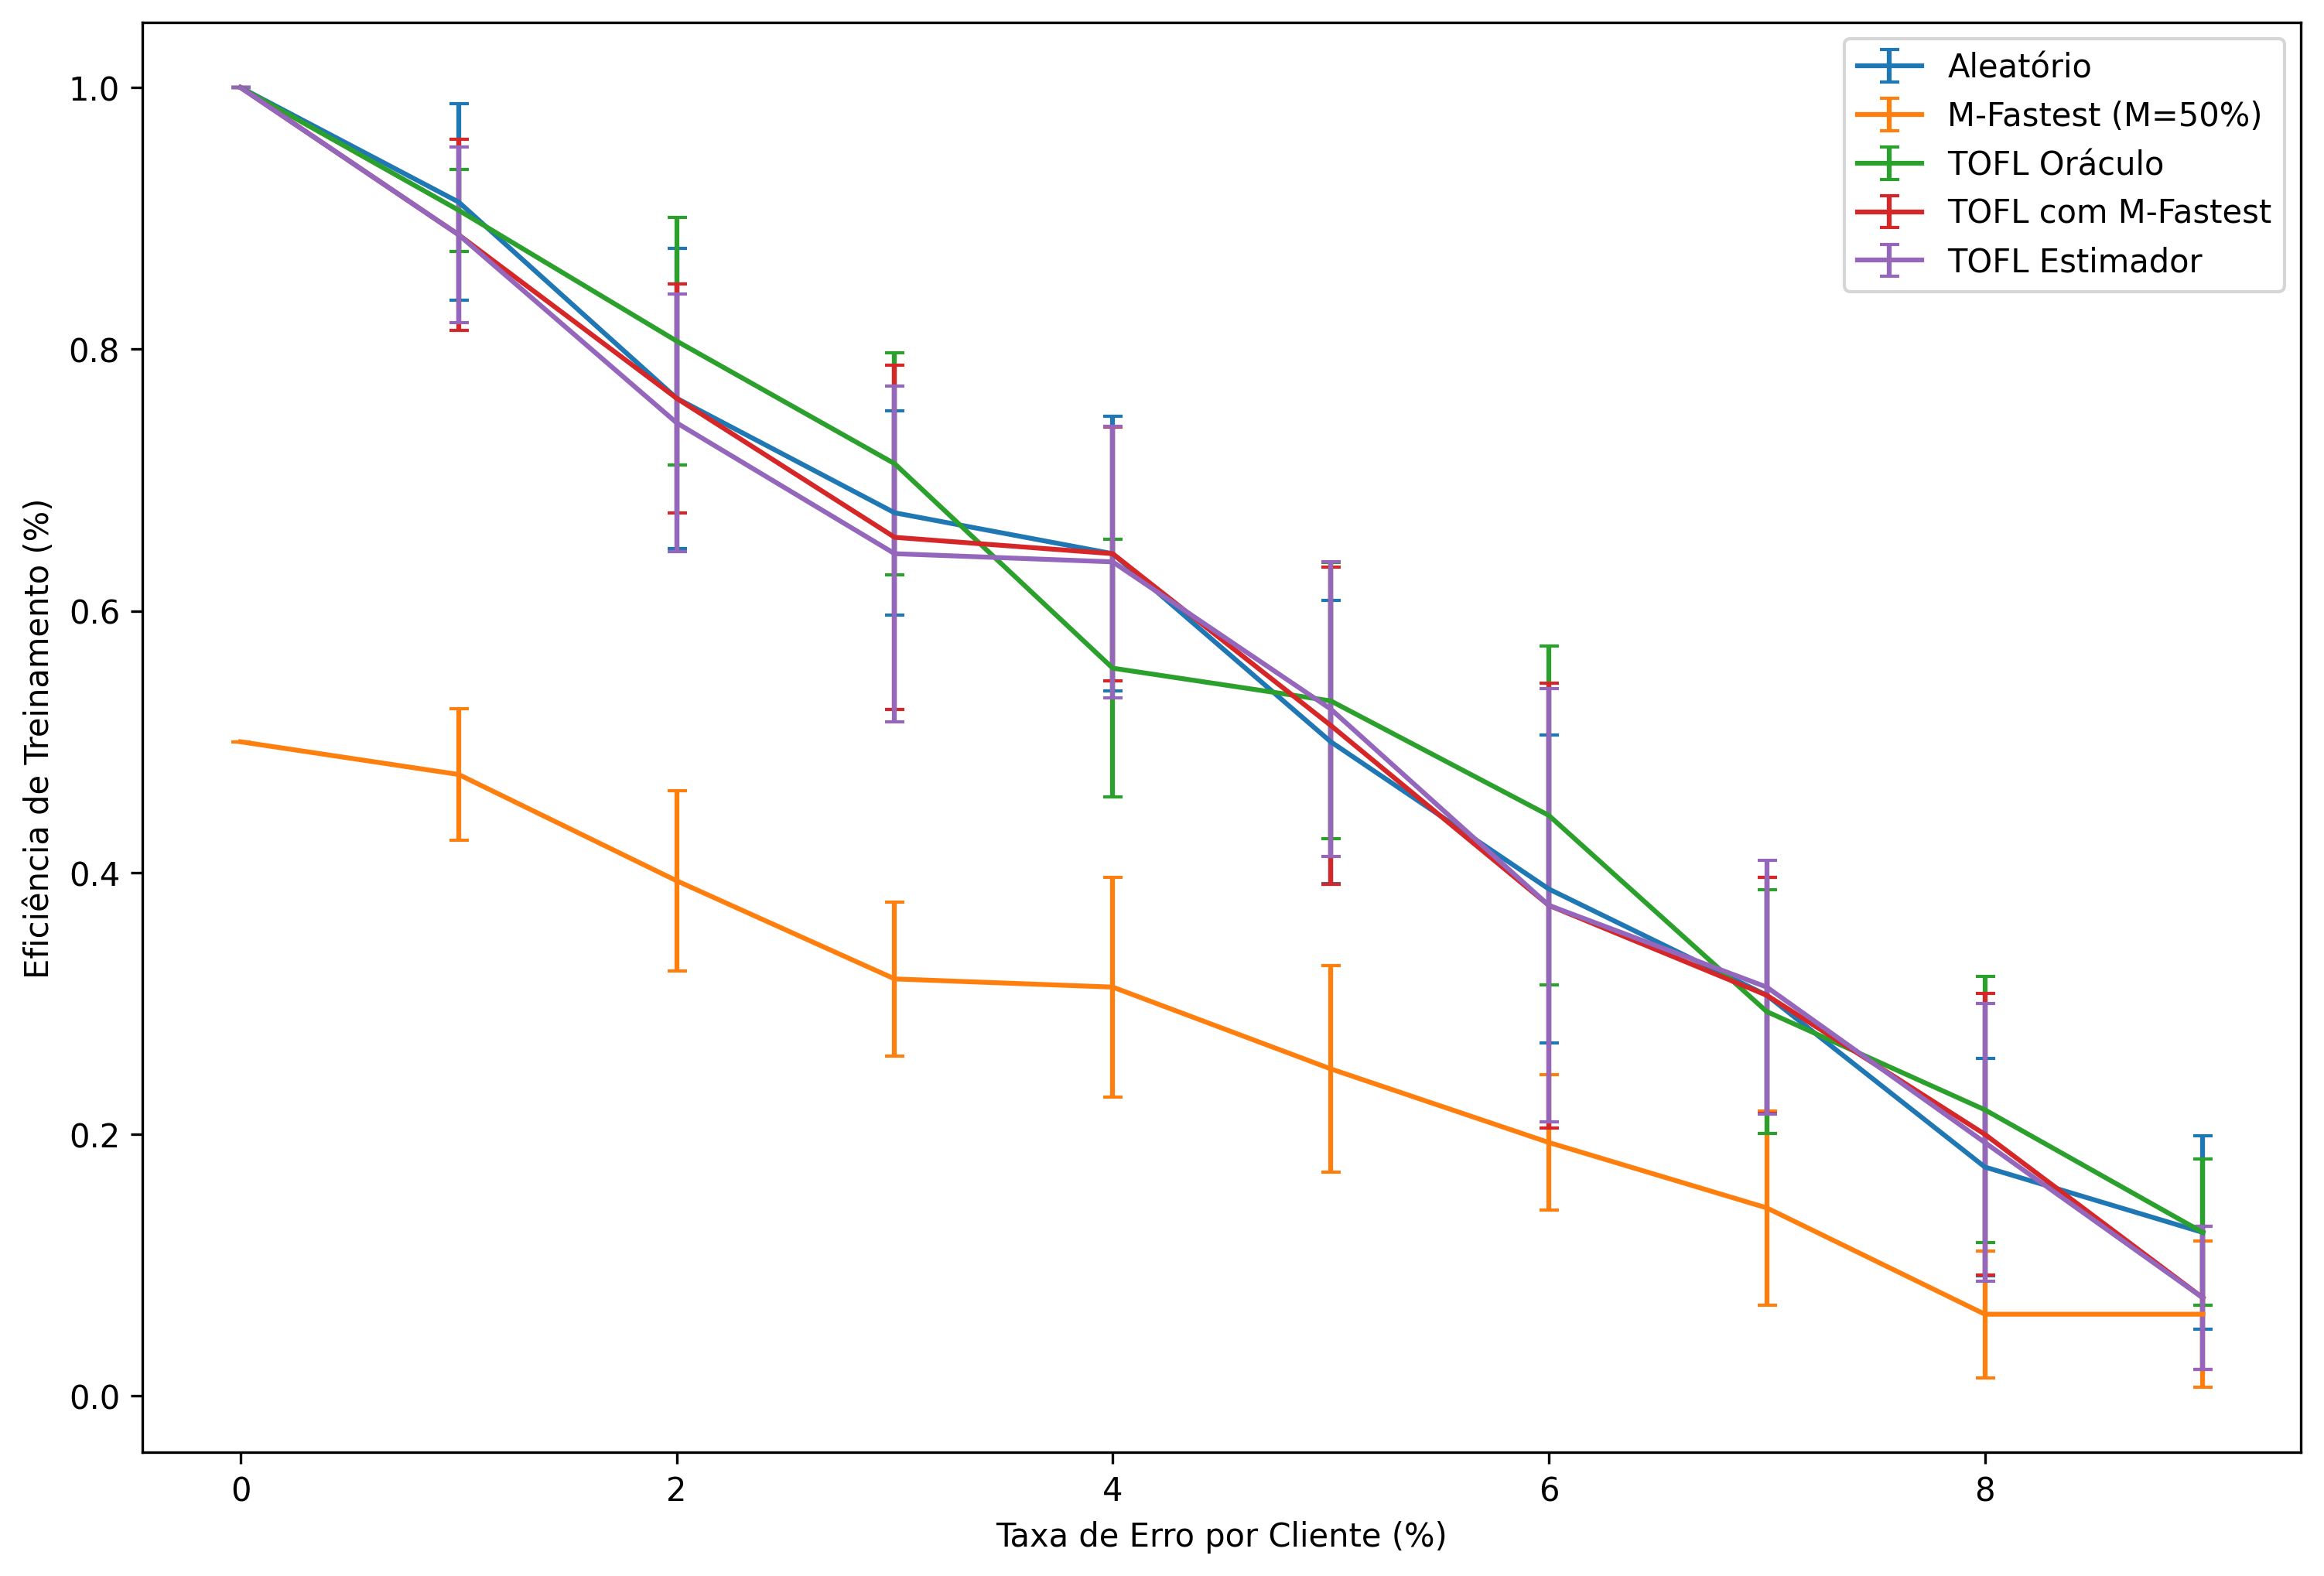 Aleatório
M-Fastest (M=50%)
TOFL Oráculo
TOFL com M-Fastest
TOFL Estimador
Eficiência de Treinamento (%)
1.0
0.8
0.6
0.4
0.2
0.0
0 2 4 6 8
Taxa de Erro por Cliente (%)